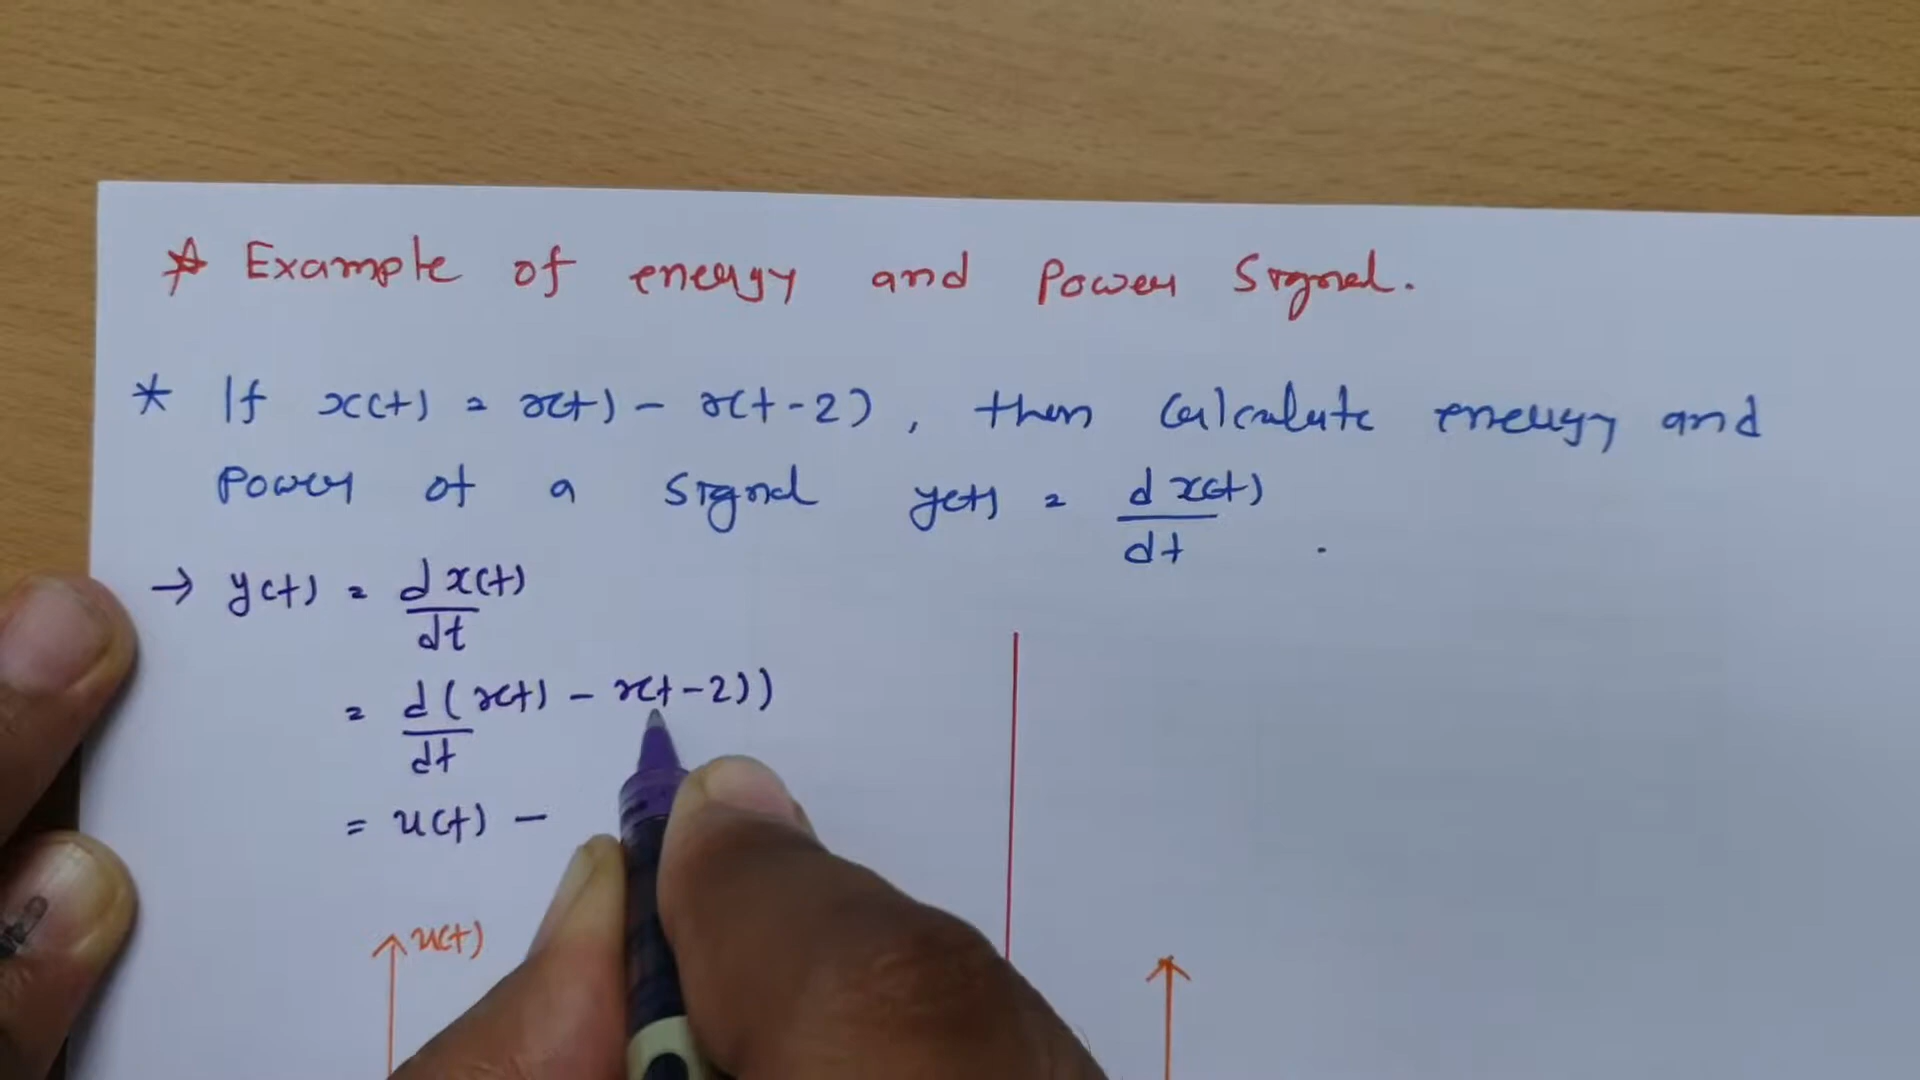 * Example of energy and Power Signal.
* If x(t) = r(t) - r(t-2), then Calculate energy and
Power of a Signal y(t) = d x(t)/dt .
→ y(t) = d x(t)/dt
= d/dt (r(t) - r(t-2))
= u(t) -
u(t)